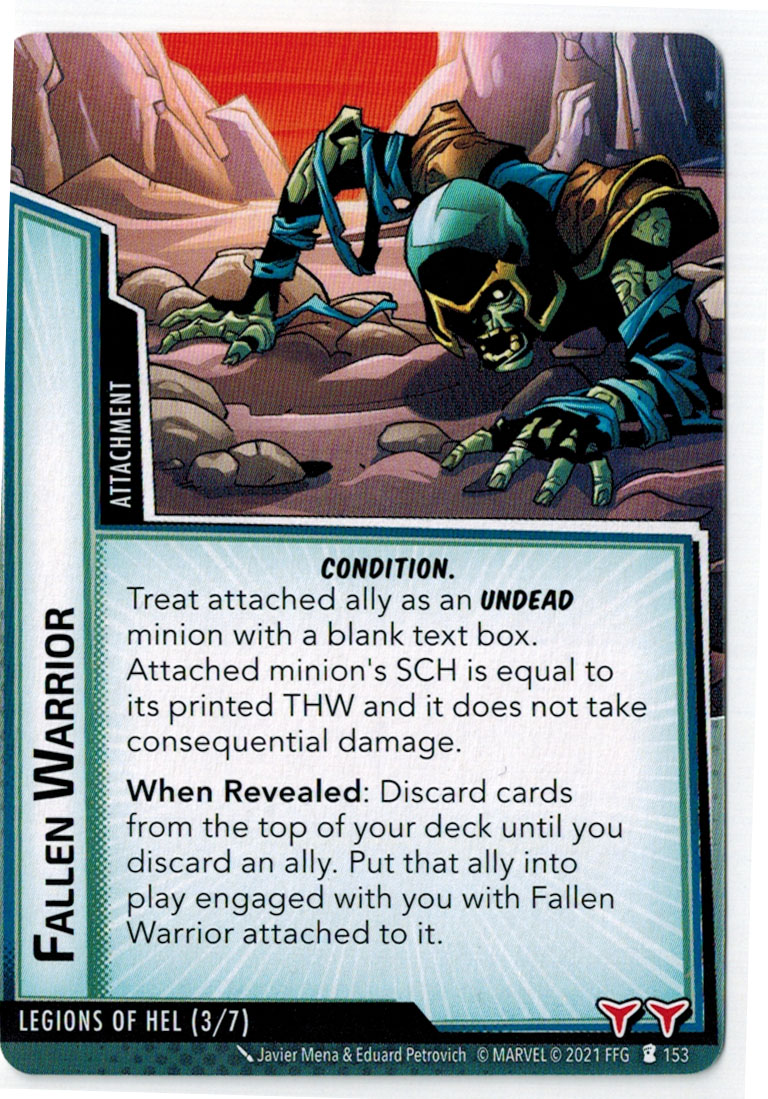 ATTACHMENT
FALLEN WARRIOR
CONDITION.
Treat attached ally as an UNDEAD
minion with a blank text box.
Attached minion's SCH is equal to
its printed THW and it does not take
consequential damage.
When Revealed: Discard cards
from the top of your deck until you
discard an ally. Put that ally into
play engaged with you with Fallen
Warrior attached to it.
LEGIONS OF HEL (3/7)
Javier Mena & Eduard Petrovich © MARVEL © 2021 FFG 153